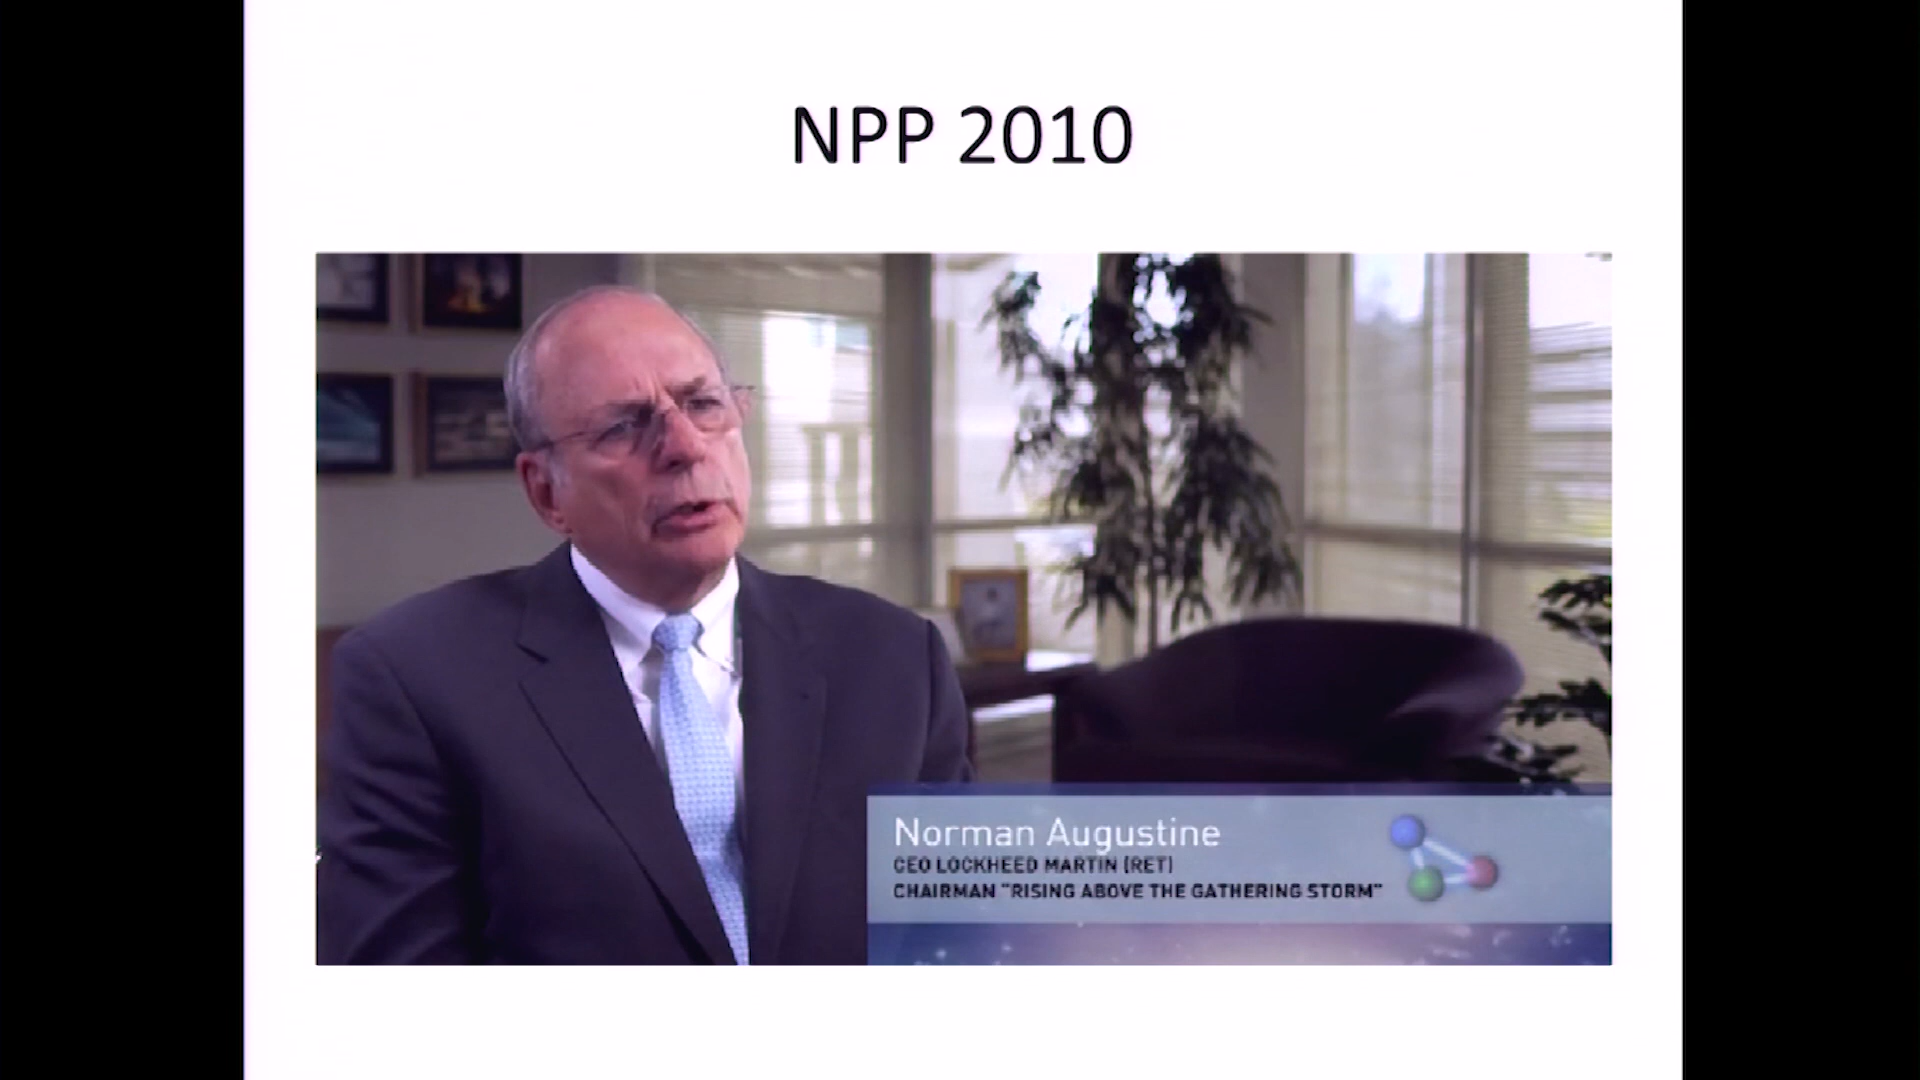 NPP 2010
Norman Augustine
CEO LOCKHEED MARTIN (RET)
CHAIRMAN "RISING ABOVE THE GATHERING STORM"